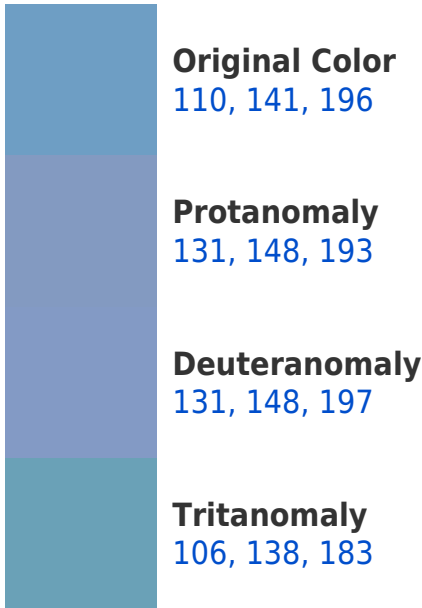 Original Color
110, 141, 196
Protanomaly
131, 148, 193
Deuteranomaly
131, 148, 197
Tritanomaly
106, 138, 183